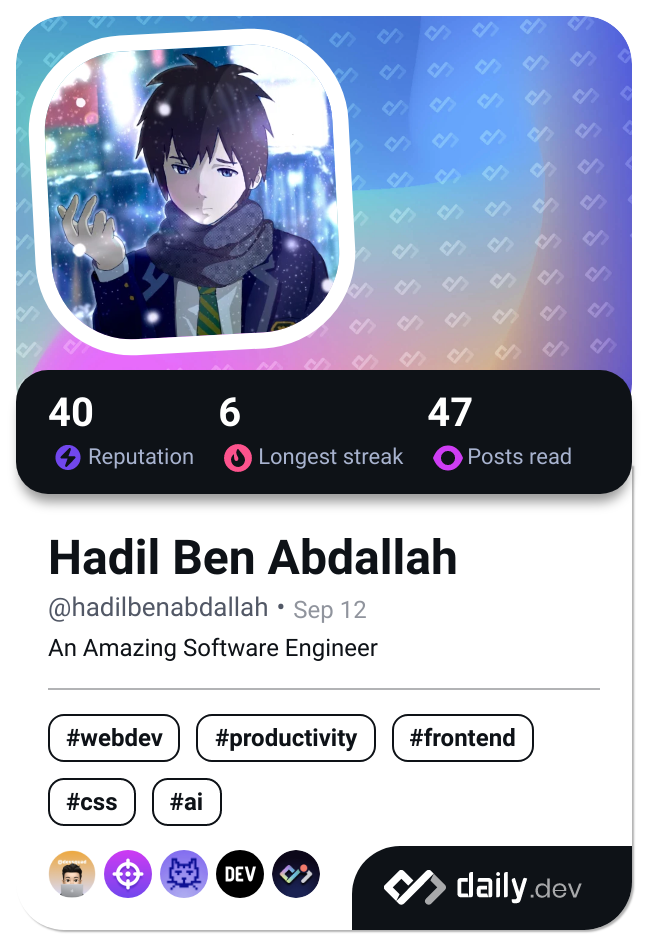 40 6 47
Reputation Longest streak Posts read
Hadil Ben Abdallah
@hadilbenabdallah • Sep 12
An Amazing Software Engineer
#webdev #productivity #frontend
#css #ai
DEV
daily.dev